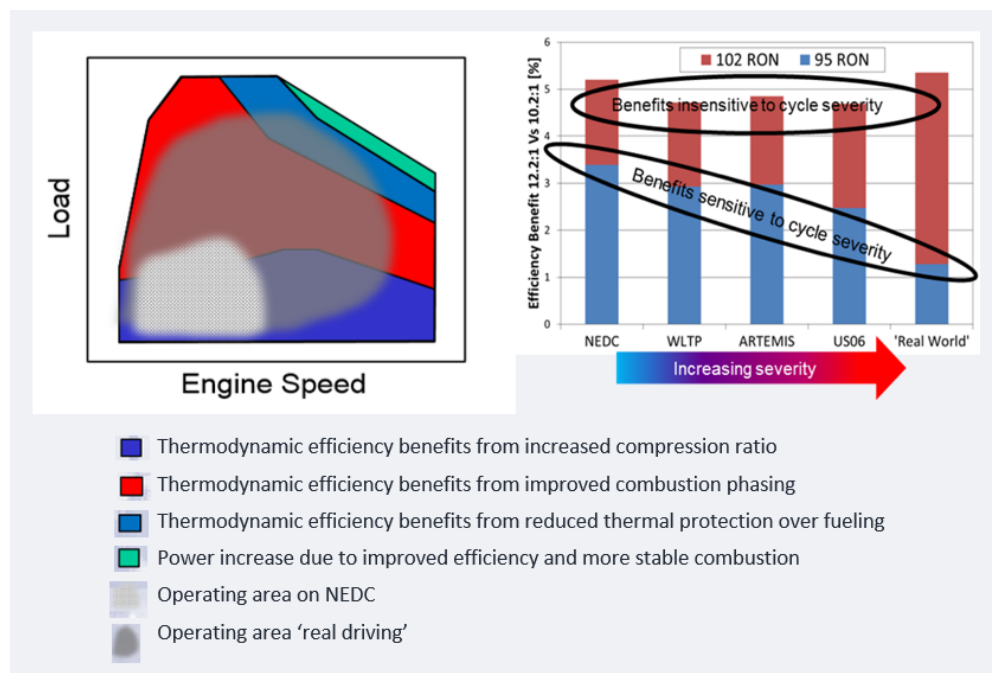 Load
Engine Speed
Efficiency Benefit 12.2:1 Vs 10.2:1 [%]
6
5
4
3
2
1
0
102 RON
95 RON
Benefits insensitive to cycle severity
Benefits sensitive to cycle severity
NEDC
WLTP
ARTEMIS
US06
'Real World'
Increasing severity
Thermodynamic efficiency benefits from increased compression ratio
Thermodynamic efficiency benefits from improved combustion phasing
Thermodynamic efficiency benefits from reduced thermal protection over fueling
Power increase due to improved efficiency and more stable combustion
Operating area on NEDC
Operating area ‘real driving’